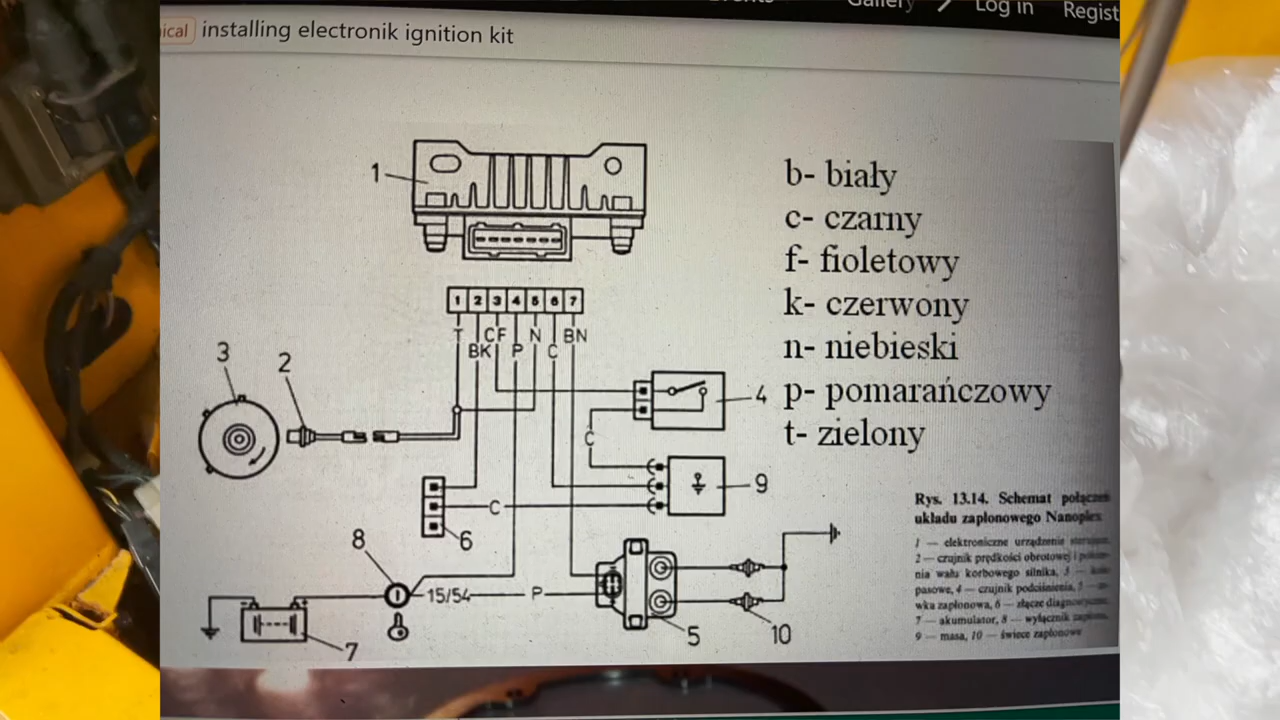 Gallery
Log in
Regist
ical installing electronik ignition kit
1
b- biały
c- czarny
f- fioletowy
k- czerwony
n- niebieski
p- pomarańczowy
t- zielony
1 2 3 4 5 6 7
T CF N BN
BK P C
3
2
4
C
9
C
6
8
15/54
P
7
5
10
Rys. 13.14. Schemat połączeń
układu zapłonowego Nanoplex
1 — elektroniczne urządzenie
2 — czujnik prędkości obrotowej i
nia wału korbowego silnika, 3 —
pasowe, 4 — czujnik podciśnienia, 5 —
wka zapłonowa, 6 — złącze
7 — akumulator, 8 — wyłącznik
9 — masa, 10 — świece zapłonowe